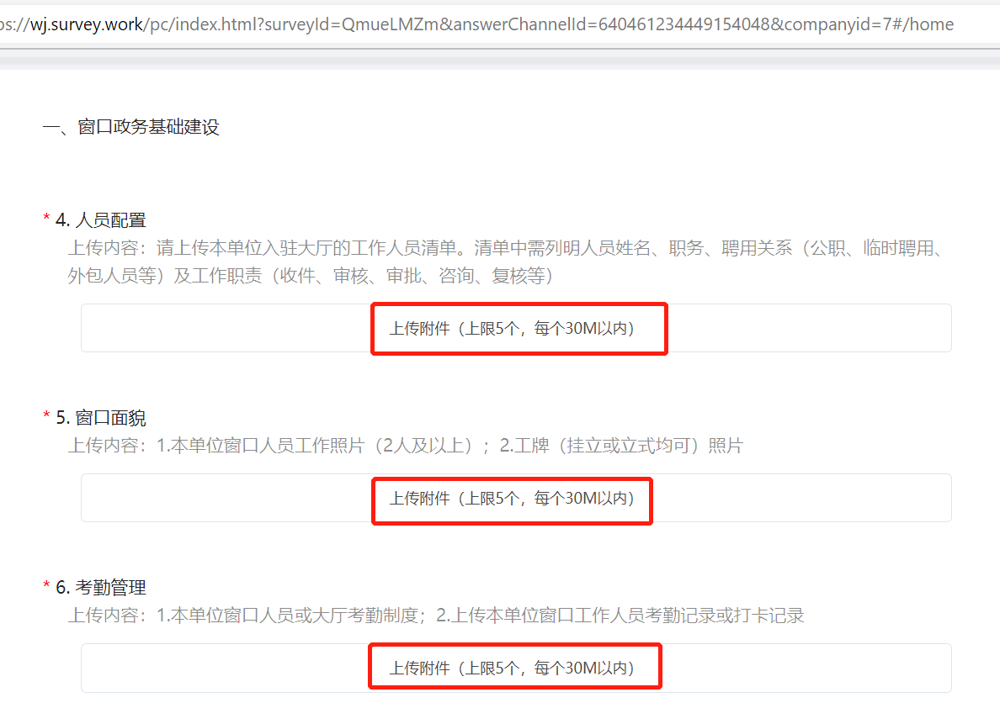 ps://wj.survey.work/pc/index.html?surveyId=QmueLMZm&answerChannelId=640461234449154048&companyid=7#/home
一、窗口政务基础建设
* 4. 人员配置
上传内容：请上传本单位入驻大厅的工作人员清单。清单中需列明人员姓名、职务、聘用关系（公职、临时聘用、
外包人员等）及工作职责（收件、审核、审批、咨询、复核等）
上传附件（上限5个，每个30M以内）
* 5. 窗口面貌
上传内容：1.本单位窗口人员工作照片（2人及以上）；2.工牌（挂立或立式均可）照片
上传附件（上限5个，每个30M以内）
* 6. 考勤管理
上传内容：1.本单位窗口人员或大厅考勤制度；2.上传本单位窗口工作人员考勤记录或打卡记录
上传附件（上限5个，每个30M以内）